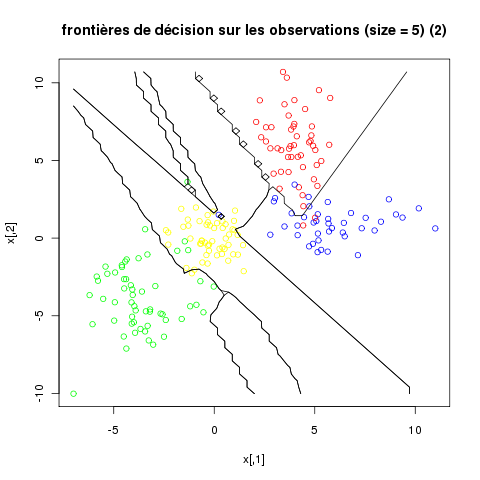 frontières de décision sur les observations (size = 5) (2)
10
5
0
-5
-10
x[,2]
-5 0 5 10
x[,1]